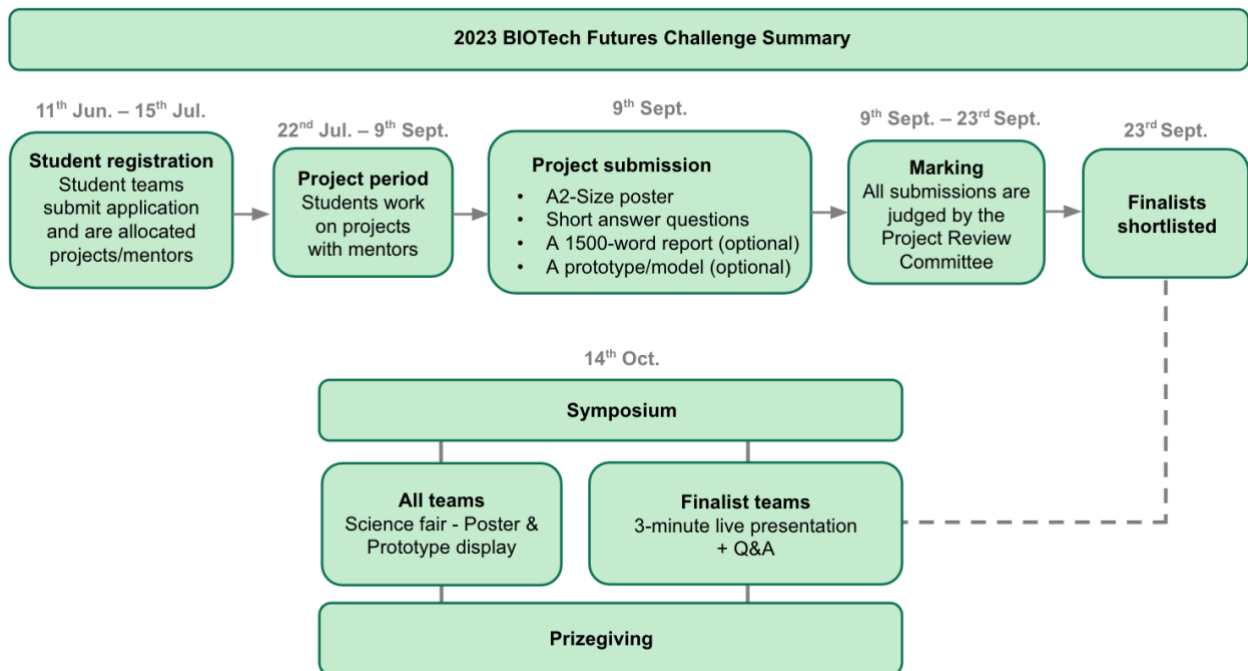 2023 BIOTech Futures Challenge Summary
11th Jun. – 15th Jul.
Student registration
Student teams
submit application
and are allocated
projects/mentors
22nd Jul. – 9th Sept.
Project period
Students work
on projects
with mentors
9th Sept.
Project submission
• A2-Size poster
• Short answer questions
• A 1500-word report (optional)
• A prototype/model (optional)
9th Sept. – 23rd Sept.
Marking
All submissions are
judged by the
Project Review
Committee
23rd Sept.
Finalists
shortlisted
14th Oct.
Symposium
All teams
Science fair - Poster &
Prototype display
Finalist teams
3-minute live presentation
+ Q&A
Prizegiving